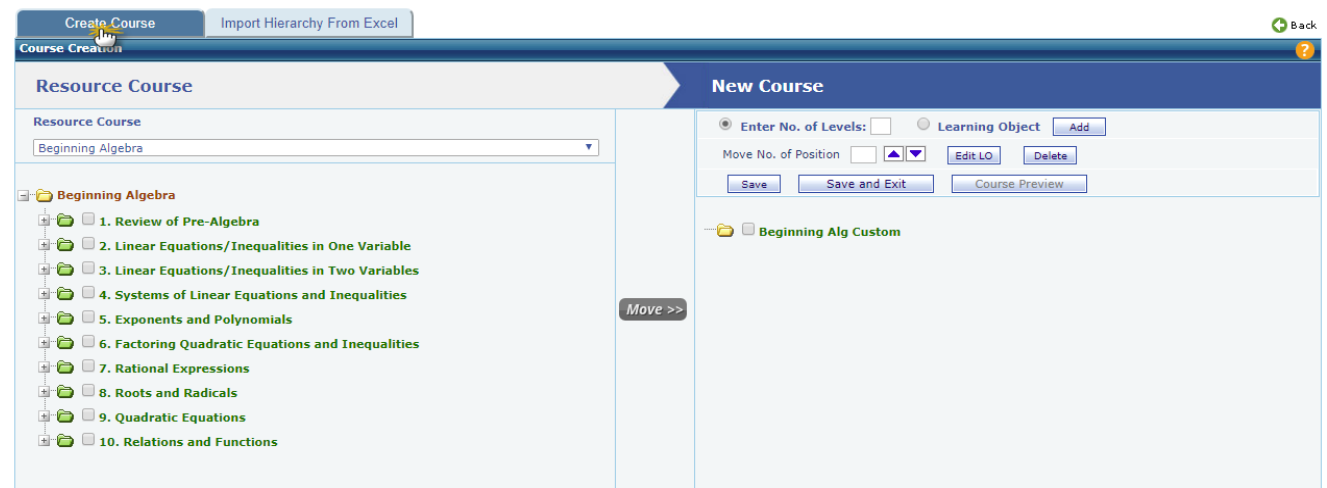 Create Course
Import Hierarchy From Excel
Back
Course Creation
?
Resource Course
New Course
Resource Course
Beginning Algebra
Enter No. of Levels:
Learning Object
Add
Move No. of Position
Edit LO
Delete
Save
Save and Exit
Course Preview
Beginning Algebra
1. Review of Pre-Algebra
2. Linear Equations/Inequalities in One Variable
3. Linear Equations/Inequalities in Two Variables
4. Systems of Linear Equations and Inequalities
5. Exponents and Polynomials
6. Factoring Quadratic Equations and Inequalities
7. Rational Expressions
8. Roots and Radicals
9. Quadratic Equations
10. Relations and Functions
Move >>
Beginning Alg Custom